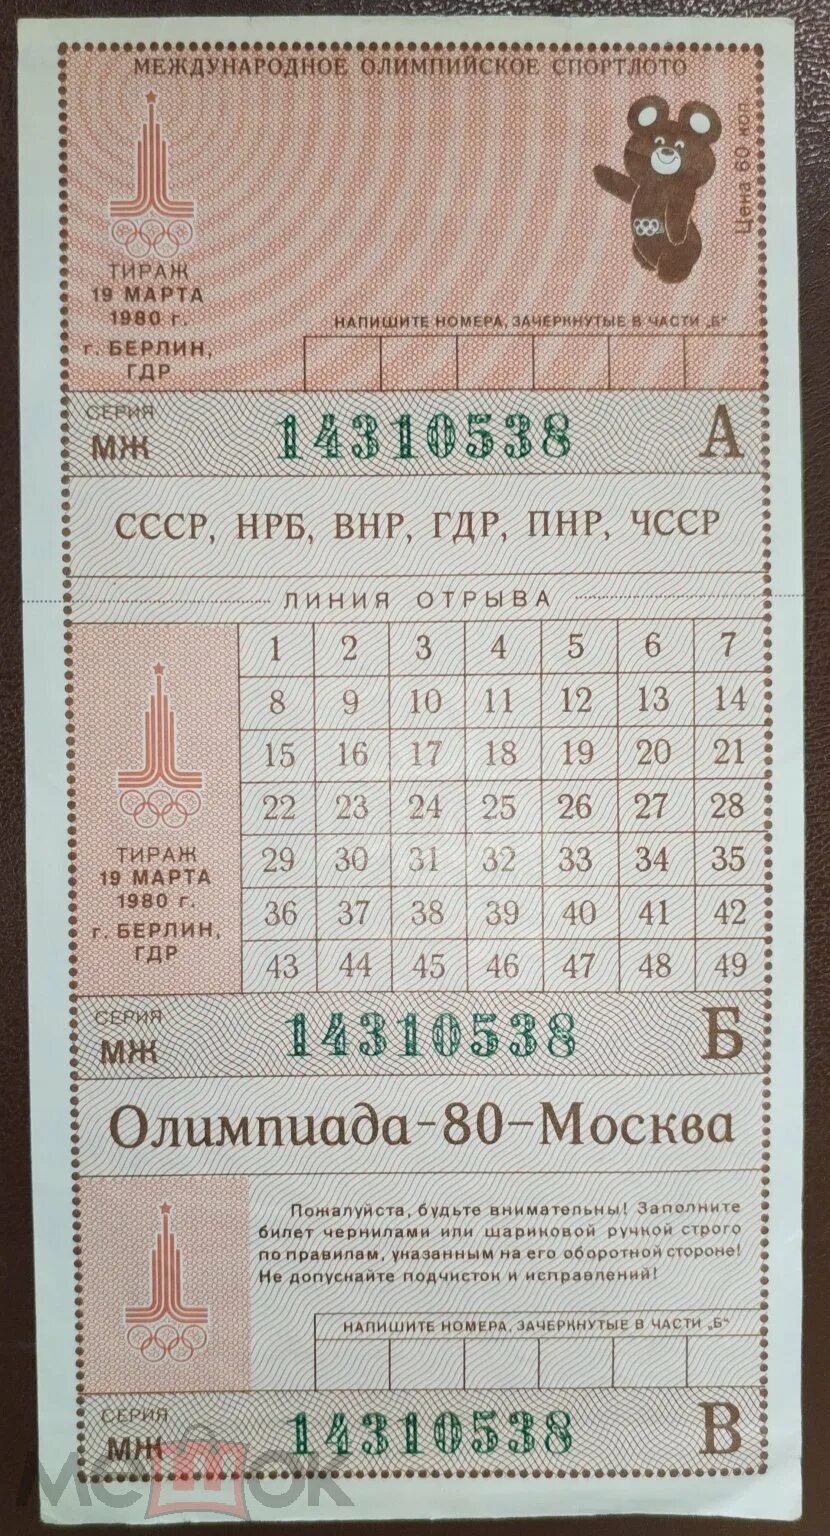 МЕЖДУНАРОДНОЕ ОЛИМПИЙСКОЕ СПОРТЛОТО
Цена 60 коп.
ТИРАЖ
19 МАРТА
1980 г.
г. БЕРЛИН,
ГДР
НАПИШИТЕ НОМЕРА, ЗАЧЕРКНУТЫЕ В ЧАСТИ „Б“
СЕРИЯ
МЖ 14310538 А
СССР, НРБ, ВНР, ГДР, ПНР, ЧССР
ЛИНИЯ ОТРЫВА
1 2 3 4 5 6 7
8 9 10 11 12 13 14
15 16 17 18 19 20 21
22 23 24 25 26 27 28
29 30 31 32 33 34 35
36 37 38 39 40 41 42
43 44 45 46 47 48 49
ТИРАЖ
19 МАРТА
1980 г.
г. БЕРЛИН,
ГДР
СЕРИЯ
МЖ 14310538 Б
Олимпиада-80-Москва
Пожалуйста, будьте внимательны! Заполните
билет чернилами или шариковой ручкой строго
по правилам, указанным на его оборотной стороне!
Не допускайте подчисток и исправлений!
НАПИШИТЕ НОМЕРА, ЗАЧЕРКНУТЫЕ В ЧАСТИ „Б“
СЕРИЯ
МЖ 14310538 В
МешОК